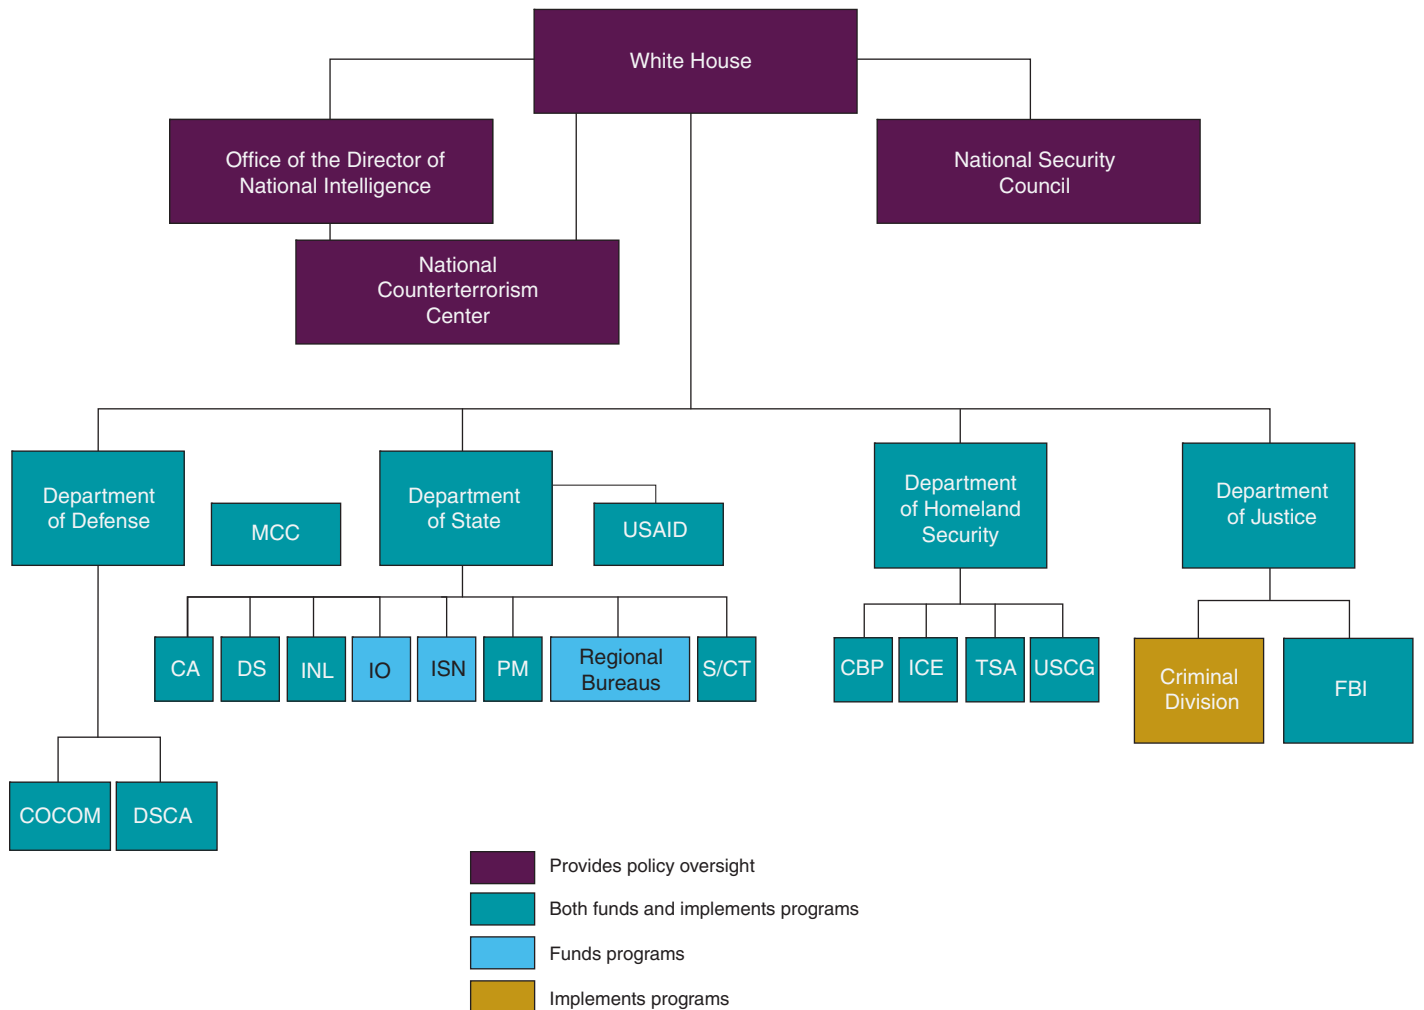 White House
Office of the Director of
National Intelligence
National Security
Council
National
Counterterrorism
Center
Department
of Defense
MCC
Department
of State
USAID
Department
of Homeland
Security
Department
of Justice
CA
DS
INL
IO
ISN
PM
Regional
Bureaus
S/CT
CBP
ICE
TSA
USCG
Criminal
Division
FBI
COCOM
DSCA
Provides policy oversight
Both funds and implements programs
Funds programs
Implements programs